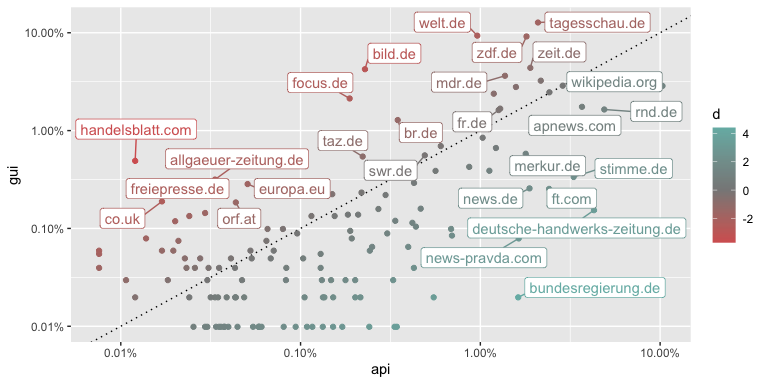 welt.de
tagesschau.de
10.00%
bild.de
zdf.de
zeit.de
focus.de
mdr.de
wikipedia.org
rnd.de
d
fr.de
apnews.com
1.00%
handelsblatt.com
br.de
4
taz.de
2
allgaeuer-zeitung.de
swr.de
merkur.de
stimme.de
0
gui
freiepresse.de
europa.eu
news.de
ft.com
-2
co.uk
orf.at
0.10%
deutsche-handwerks-zeitung.de
news-pravda.com
bundesregierung.de
0.01%
0.01%
0.10%
1.00%
10.00%
api